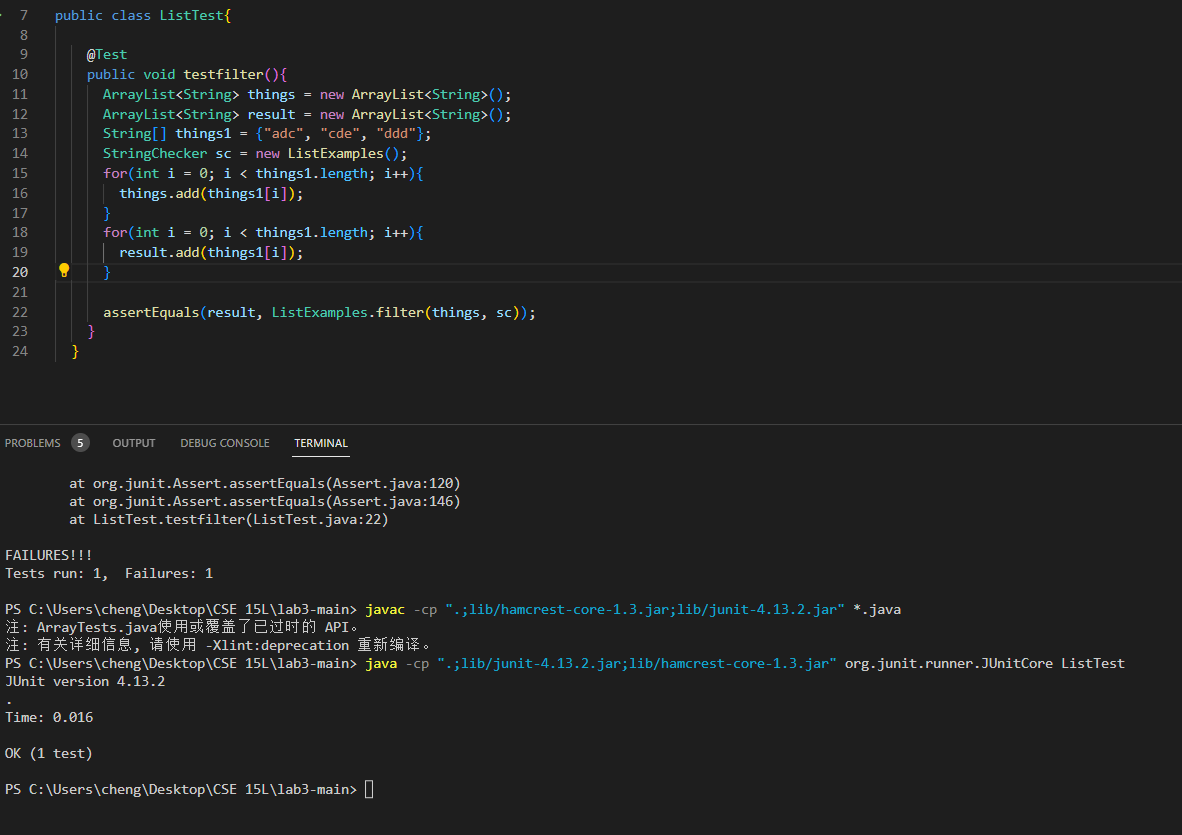 7 public class ListTest{
8
9 @Test
10 public void testfilter(){
11 ArrayList<String> things = new ArrayList<String>();
12 ArrayList<String> result = new ArrayList<String>();
13 String[] things1 = {"adc", "cde", "ddd"};
14 StringChecker sc = new ListExamples();
15 for(int i = 0; i < things1.length; i++){
16 things.add(things1[i]);
17 }
18 for(int i = 0; i < things1.length; i++){
19 result.add(things1[i]);
20 }
21
22 assertEquals(result, ListExamples.filter(things, sc));
23 }
24 }
PROBLEMS 5 OUTPUT DEBUG CONSOLE TERMINAL
at org.junit.Assert.assertEquals(Assert.java:120)
at org.junit.Assert.assertEquals(Assert.java:146)
at ListTest.testfilter(ListTest.java:22)
FAILURES!!!
Tests run: 1,  Failures: 1
PS C:\Users\cheng\Desktop\CSE 15L\lab3-main> javac -cp ".;lib/hamcrest-core-1.3.jar;lib/junit-4.13.2.jar" *.java
注: ArrayTests.java使用或覆盖了已过时的 API。
注: 有关详细信息, 请使用 -Xlint:deprecation 重新编译。
PS C:\Users\cheng\Desktop\CSE 15L\lab3-main> java -cp ".;lib/junit-4.13.2.jar;lib/hamcrest-core-1.3.jar" org.junit.runner.JUnitCore ListTest
JUnit version 4.13.2
.
Time: 0.016
OK (1 test)
PS C:\Users\cheng\Desktop\CSE 15L\lab3-main>